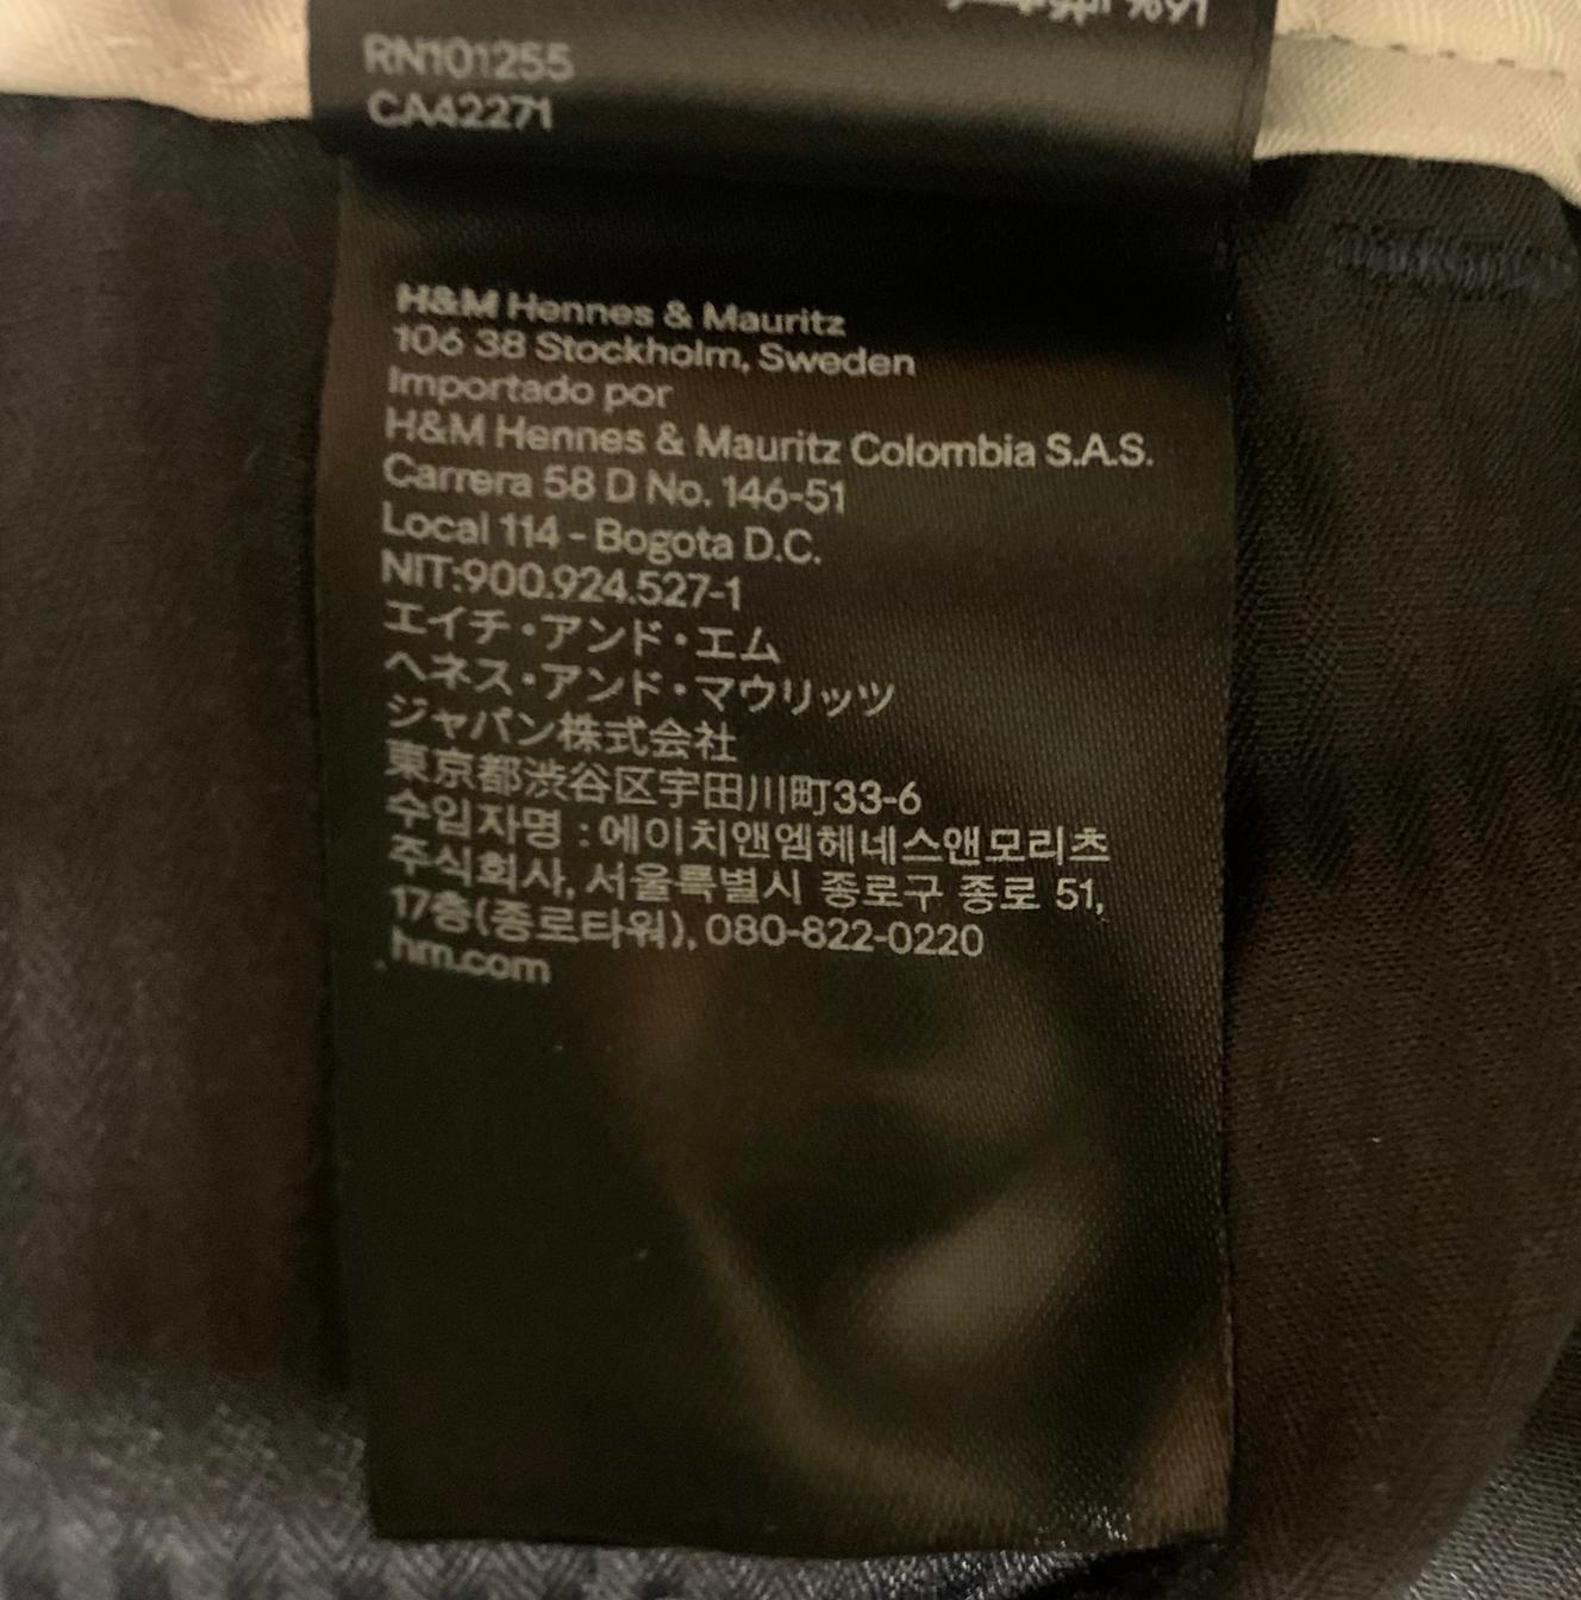 RN101255
CA42271
H&M Hennes & Mauritz
106 38 Stockholm, Sweden
Importado por
H&M Hennes & Mauritz Colombia S.A.S.
Carrera 58 D No. 146-51
Local 114 - Bogota D.C.
NIT:900.924.527-1
エイチ・アンド・エム
ヘネス・アンド・マウリッツ
ジャパン株式会社
東京都渋谷区宇田川町33-6
수입자명 : 에이치앤엠헤네스앤모리츠
주식회사, 서울특별시 종로구 종로 51,
17층(종로타워), 080-822-0220
hm.com